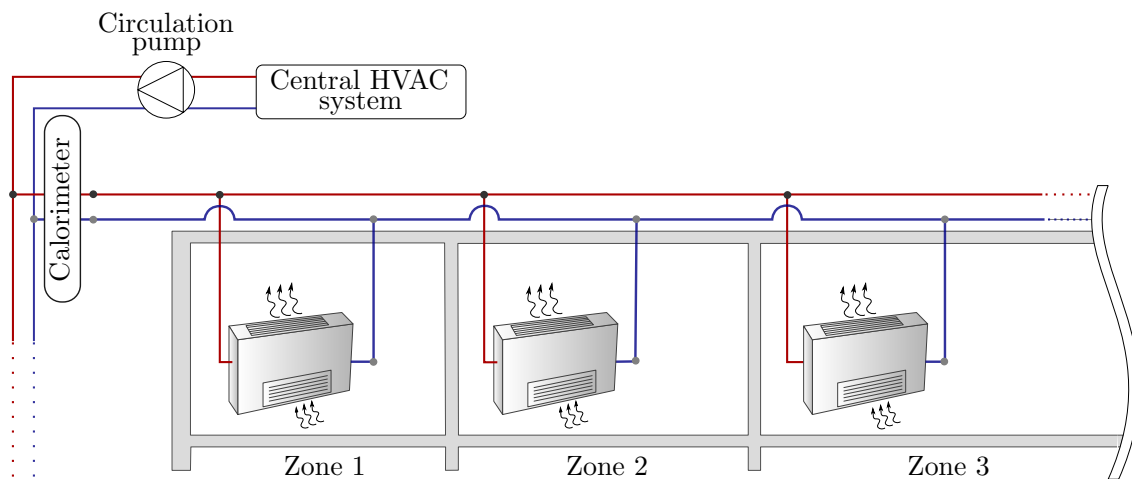 Circulation
pump
Central HVAC
system
Calorimeter
Zone 1
Zone 2
Zone 3